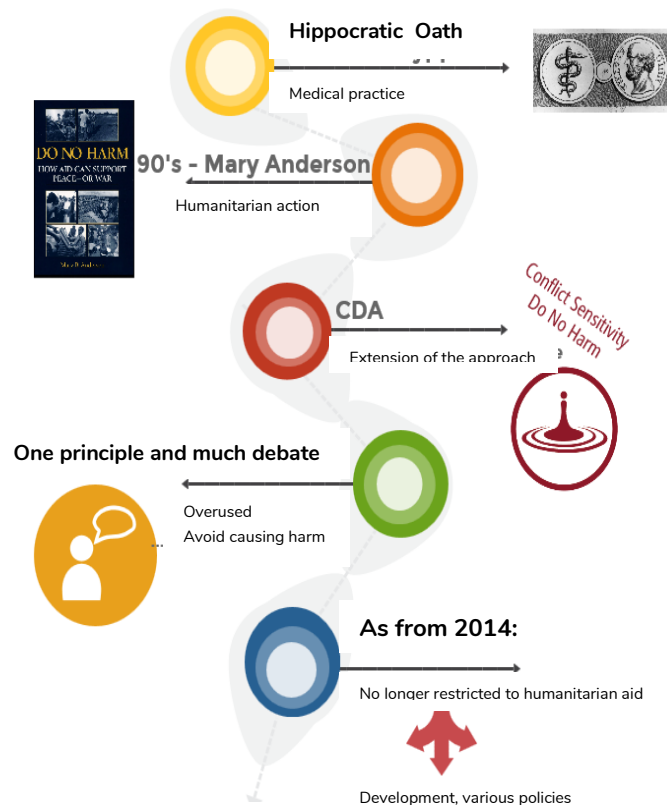 Hippocratic Oath
Medical practice
DO NO HARM
HOW AID CAN SUPPORT
PEACE—OR WAR
90's - Mary Anderson
Humanitarian action
CDA
Extension of the approach
Conflict Sensitivity
Do No Harm
One principle and much debate
Overused
Avoid causing harm
...
As from 2014:
No longer restricted to humanitarian aid
Development, various policies